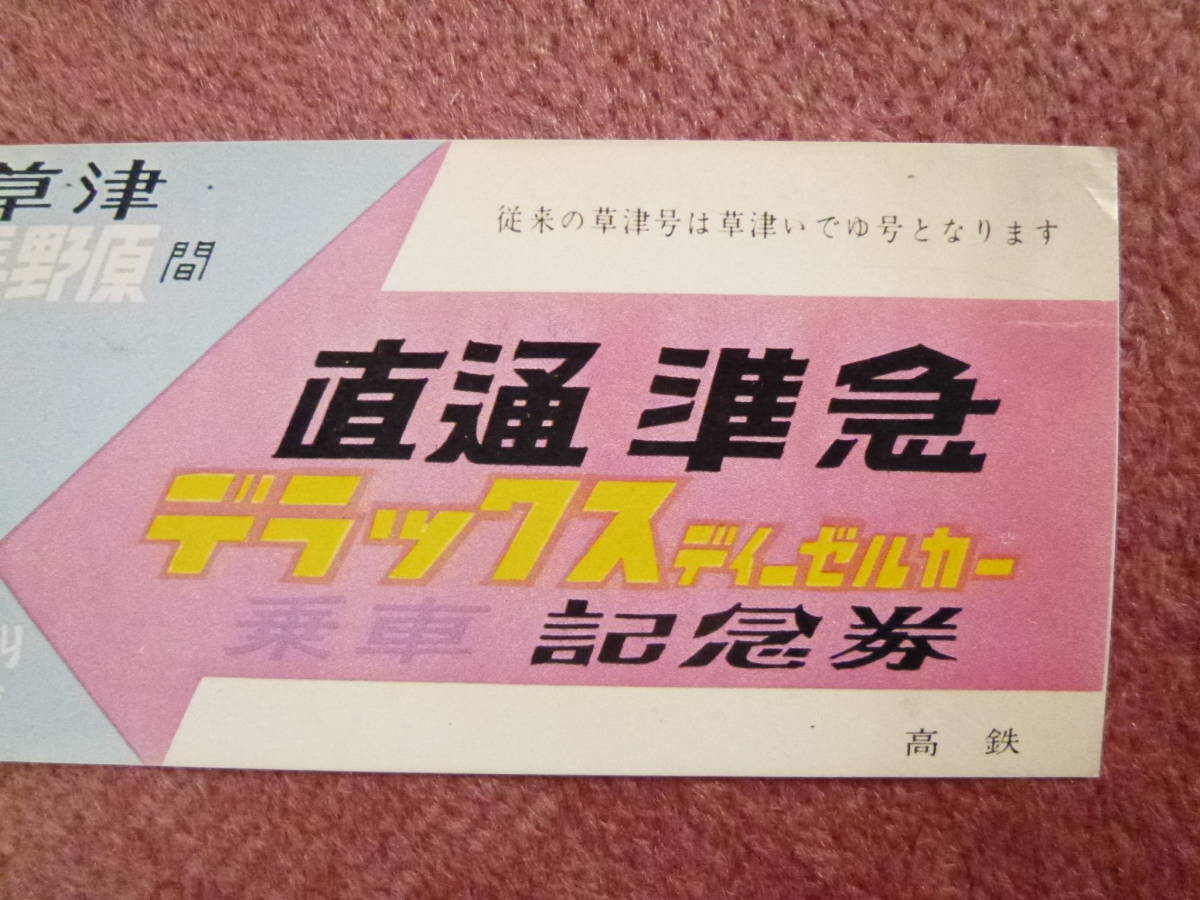 草津
野原間
従来の草津号は草津いでゆ号となります
直通準急
デラックスディーゼルカー
乗車記念券
高鉄